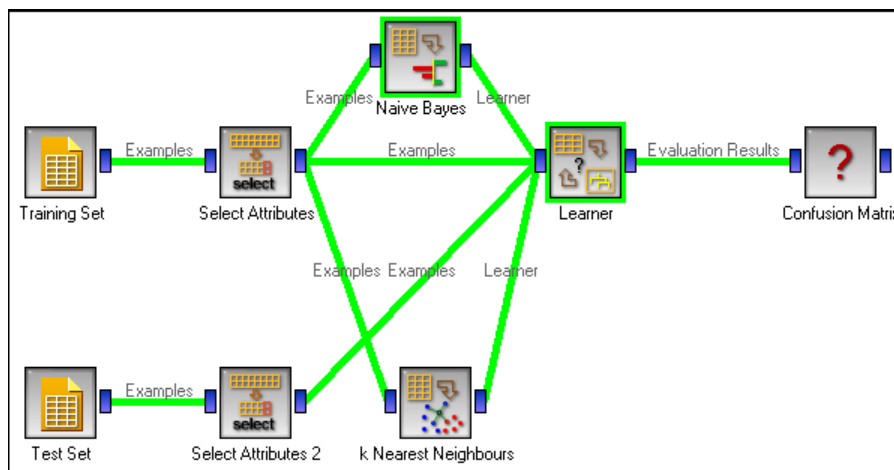 Examples
Learner
Naive Bayes
Examples
select
Examples
?
Evaluation Results
?
Training Set
Select Attributes
Learner
Confusion Matrix
Examples
Examples
Learner
Examples
select
Test Set
Select Attributes 2
k Nearest Neighbours